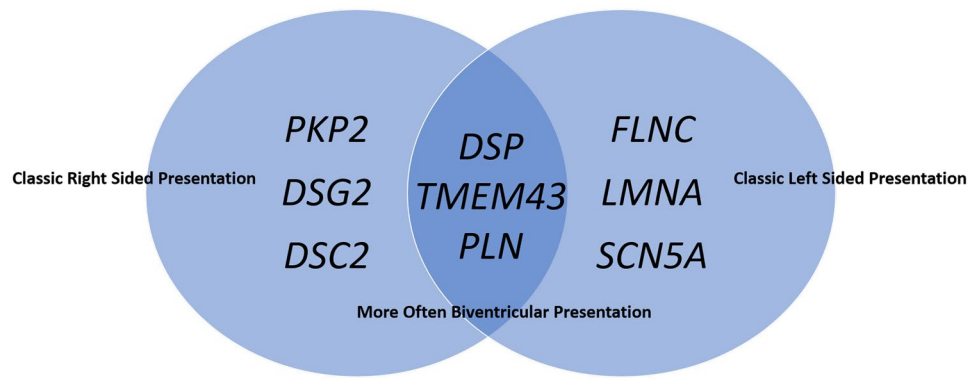 PKP2
DSP
FLNC
Classic Right Sided Presentation
DSG2
TMEM43
LMNA
Classic Left Sided Presentation
PLN
DSC2
SCN5A
More Often Biventricular Presentation